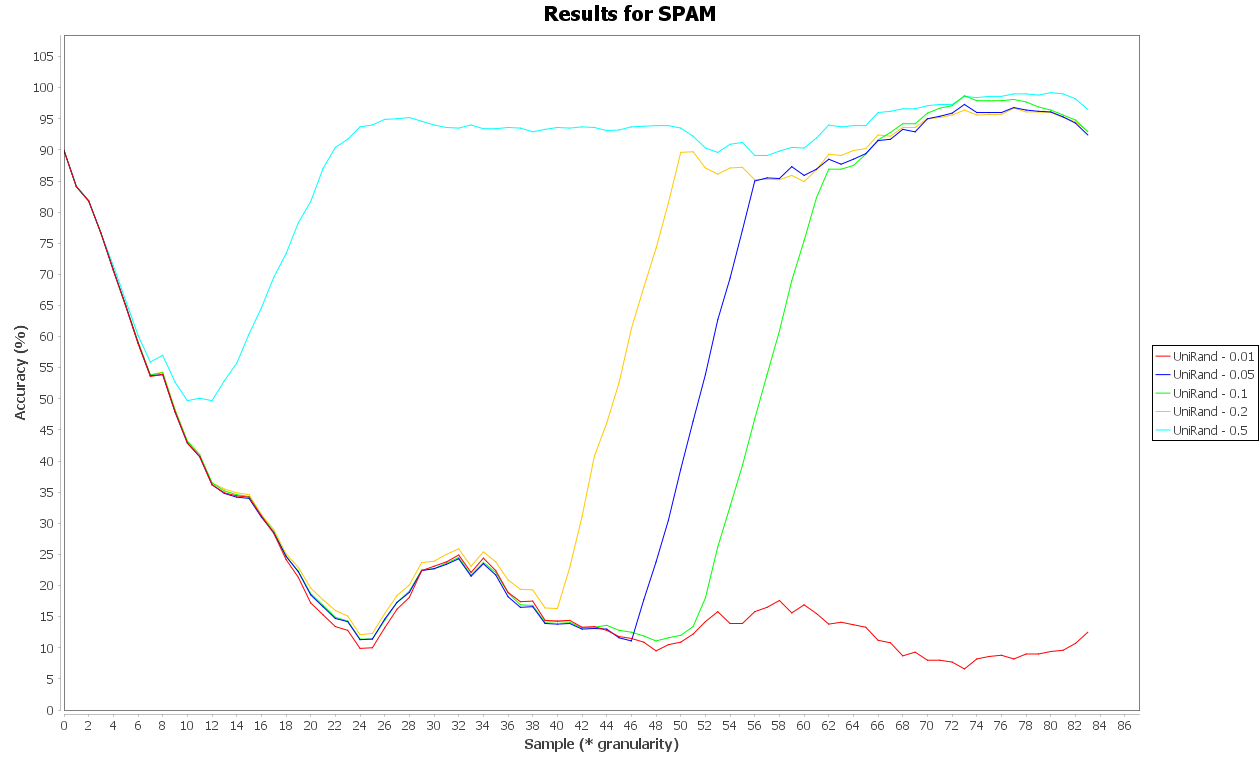 Results for SPAM
Accuracy (%)
105
100
95
90
85
80
75
70
65
60
55
50
45
40
35
30
25
20
15
10
5
0
0 2 4 6 8 10 12 14 16 18 20 22 24 26 28 30 32 34 36 38 40 42 44 46 48 50 52 54 56 58 60 62 64 66 68 70 72 74 76 78 80 82 84 86
Sample (* granularity)
UniRand - 0.01
UniRand - 0.05
UniRand - 0.1
UniRand - 0.2
UniRand - 0.5